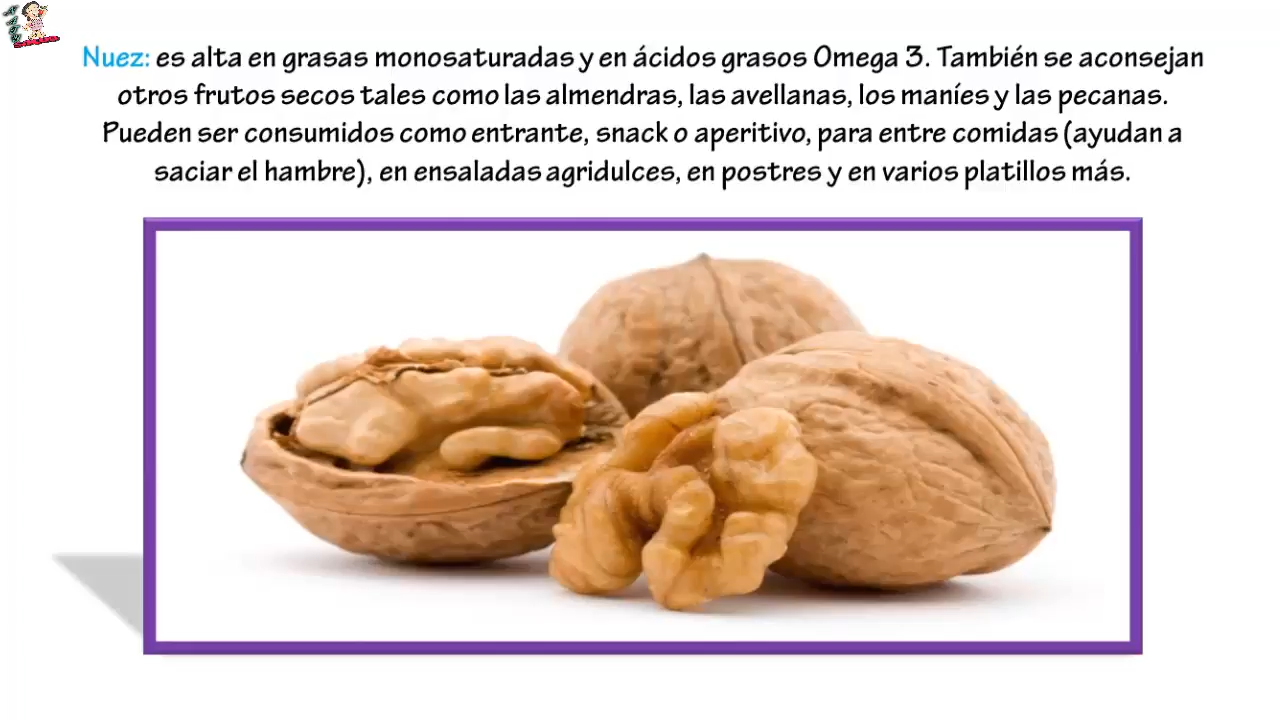 Nuez: es alta en grasas monosaturadas y en ácidos grasos Omega 3. También se aconsejan
otros frutos secos tales como las almendras, las avellanas, los maníes y las pecanas.
Pueden ser consumidos como entrante, snack o aperitivo, para entre comidas (ayudan a
saciar el hambre), en ensaladas agridulces, en postres y en varios platillos más.